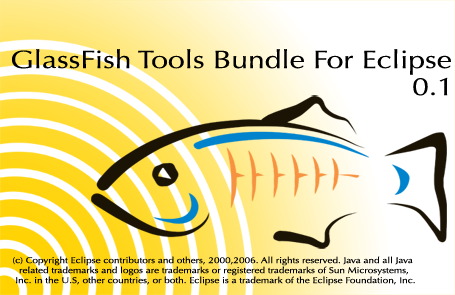 GlassFish Tools Bundle For Eclipse
0.1
(c) Copyright Eclipse contributors and others, 2000,2006. All rights reserved. Java and all Java
related trademarks and logos are trademarks or registered trademarks of Sun Microsystems,
Inc. in the U.S, other countries, or both. Eclipse is a trademark of the Eclipse Foundation, Inc.